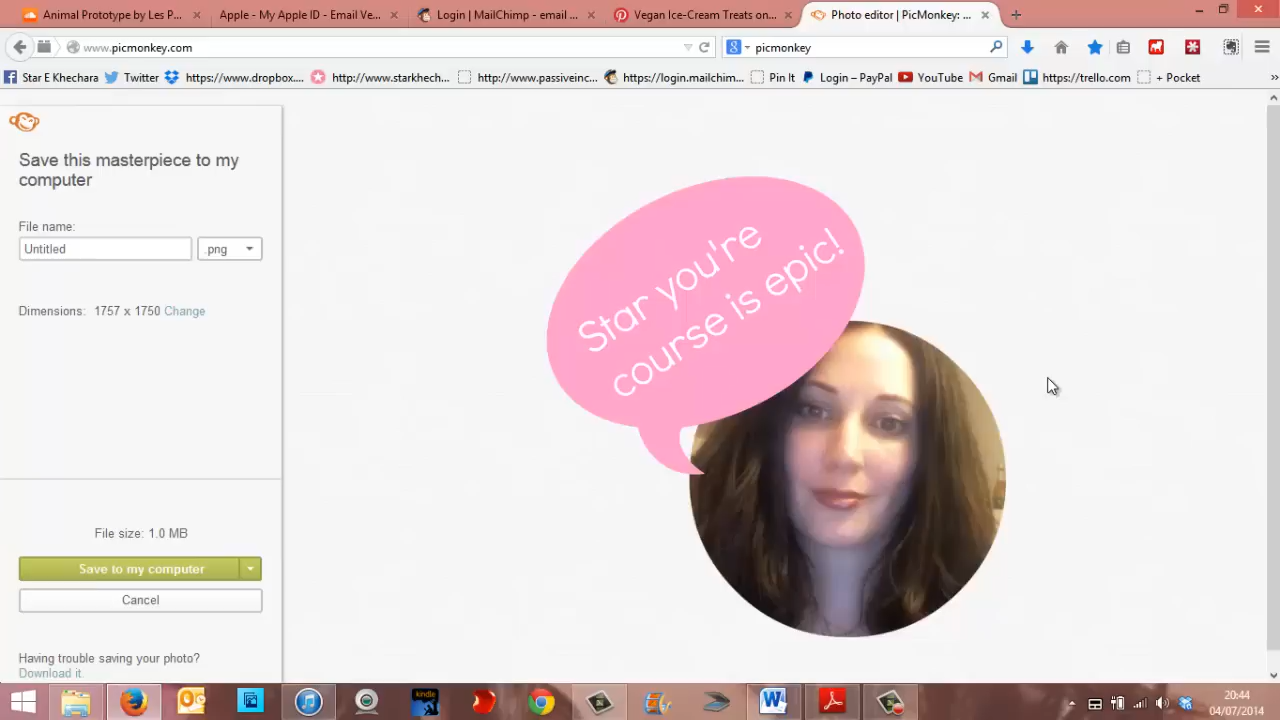 Animal Prototype by Les P... × Apple - My Apple ID - Email Ve... × Login | MailChimp - email ... × Vegan Ice-Cream Treats on... × Photo editor | PicMonkey: ... × +
www.picmonkey.com
picmonkey
Star E Khechara Twitter https://www.dropbox.... http://www.starkhech... http://www.passiveinc... https://login.mailchim... Pin It Login – PayPal YouTube Gmail https://trello.com + Pocket »
Save this masterpiece to my
computer
File name:
Untitled .png
Dimensions: 1757 x 1750 Change
File size: 1.0 MB
Save to my computer
Cancel
Having trouble saving your photo?
Download it
Star you're
course is epic!
kindle
20:44
04/07/2014